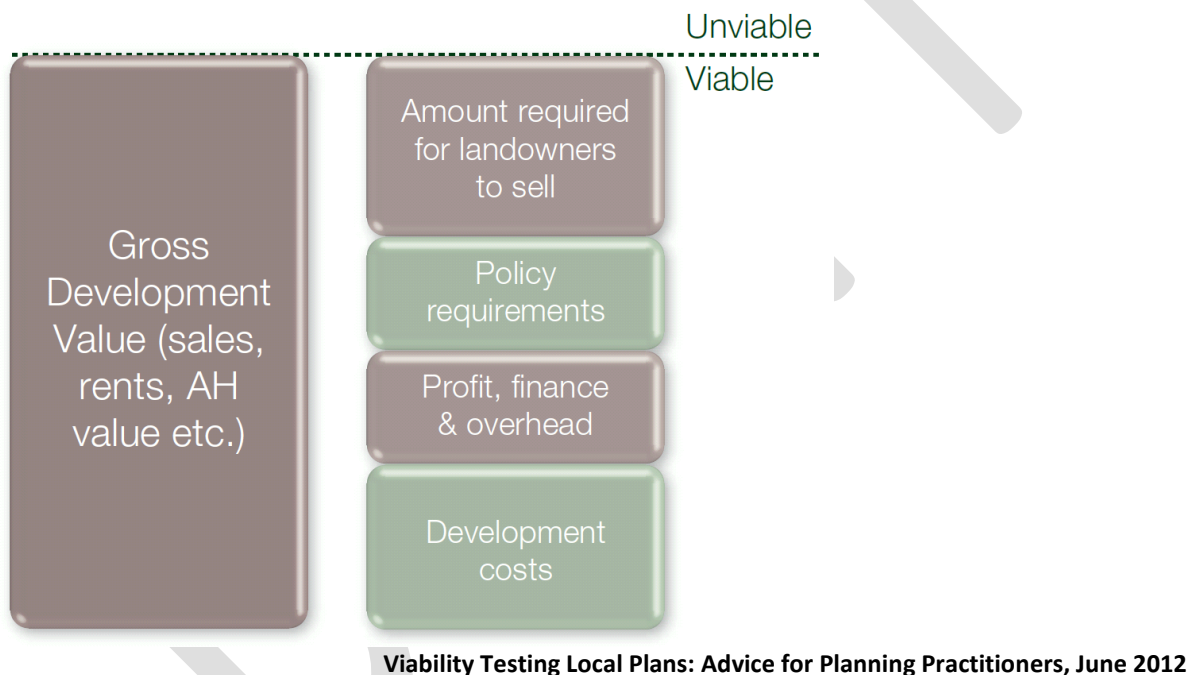 Unviable
Viable
Gross
Development
Value (sales,
rents, AH
value etc.)
Amount required
for landowners
to sell
Policy
requirements
Profit, finance
& overhead
Development
costs
Viability Testing Local Plans: Advice for Planning Practitioners, June 2012